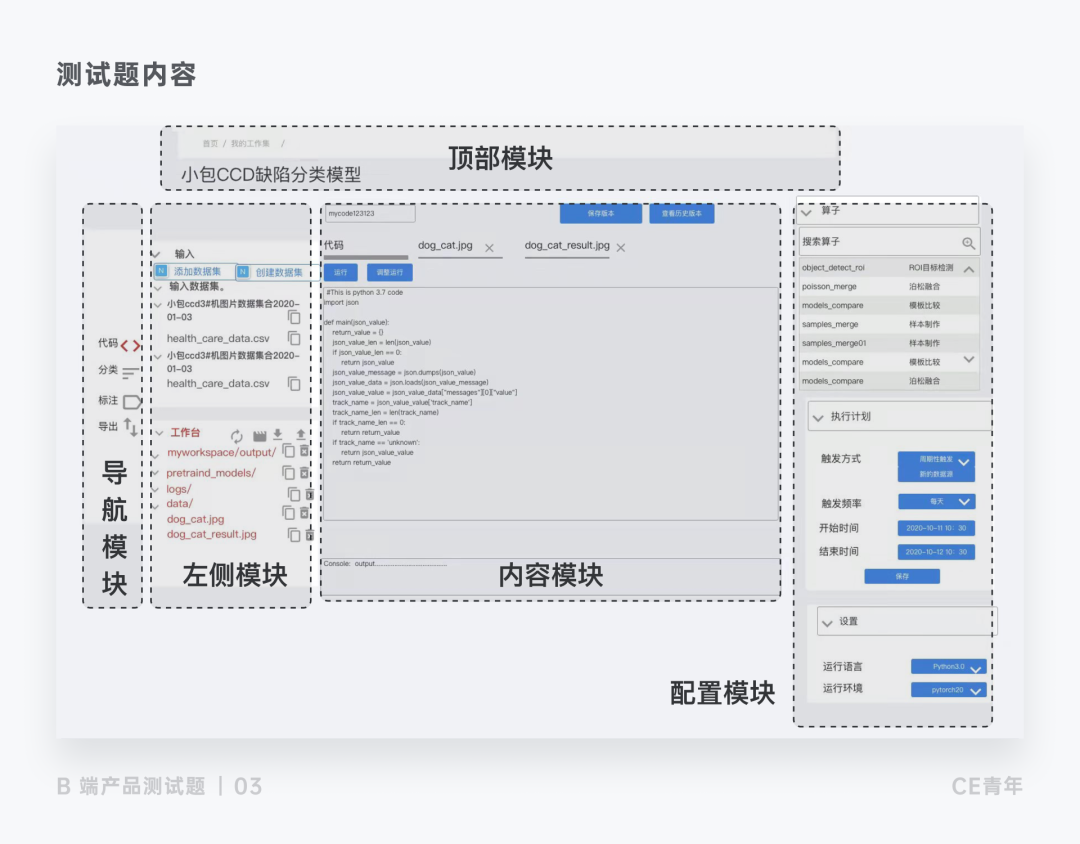 测试题内容
首页 / 我的工作集 /
顶部模块
小包CCD缺陷分类模型
代码
分类
标注
导出
导航模块
输入
N 添加数据集 N 创建数据集
输入数据集。
小包ccd3#机图片数据集合2020-
01-03
health_care_data.csv
小包ccd3#机图片数据集合2020-
01-03
health_care_data.csv
工作台
myworkspace/output/
pretraind_models/
logs/
data/
dog_cat.jpg
dog_cat_result.jpg
左侧模块
mycode123123 保存版本 查看历史版本
代码 dog_cat.jpg dog_cat_result.jpg
运行 调整运行
#This is python 3.7 code
import json
def main(json_value):
return_value = {}
json_value_len = len(json_value)
if json_value_len == 0:
return json_value
json_value_message = json.dumps(json_value)
json_value_data = json.loads(json_value_message)
json_value_value = json_value_data["messages"][0]["value"]
track_name = json_value_value['track_name']
track_name_len = len(track_name)
if track_name_len == 0:
return return_value
if track_name == 'unknown':
return json_value_value
return return_value
Console: output
内容模块
算子
搜索算子
object_detect_roi ROI目标检测
poisson_merge 泊松融合
models_compare 模板比较
samples_merge 样本制作
samples_merge01 样本制作
models_compare 模板比较
models_compare 泊松融合
执行计划
触发方式 周期性触发
新的数据源
触发频率 每天
开始时间 2020-10-11 10：30
结束时间 2020-10-12 10：30
保存
设置
运行语言 Python3.0
运行环境 pytorch20
配置模块
B 端产品测试题 | 03
CE青年